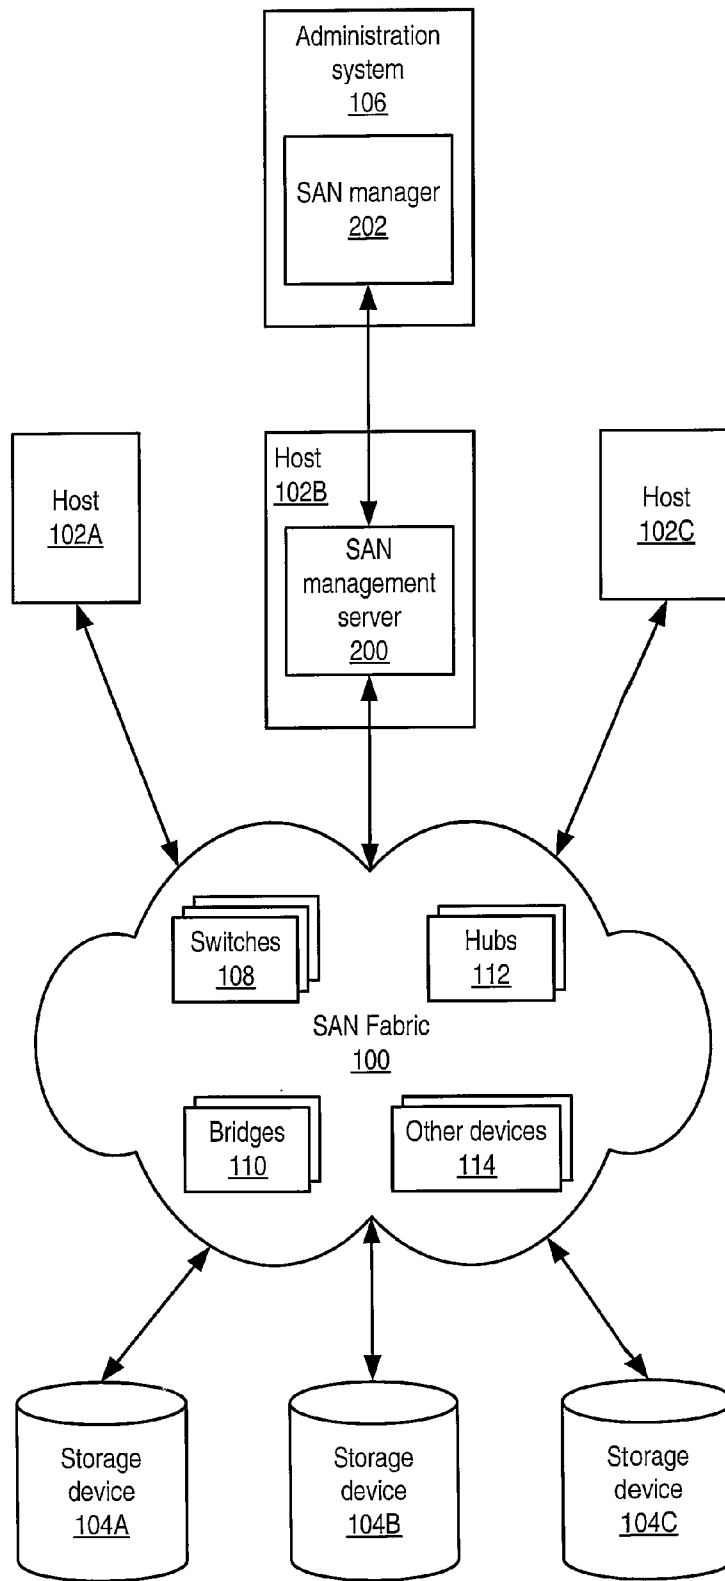 Administration
system
106
SAN manager
202
Host
102A
Host
102B
SAN
management
server
200
Host
102C
Switches
108
Hubs
112
SAN Fabric
100
Bridges
110
Other devices
114
Storage
device
104A
Storage
device
104B
Storage
device
104C